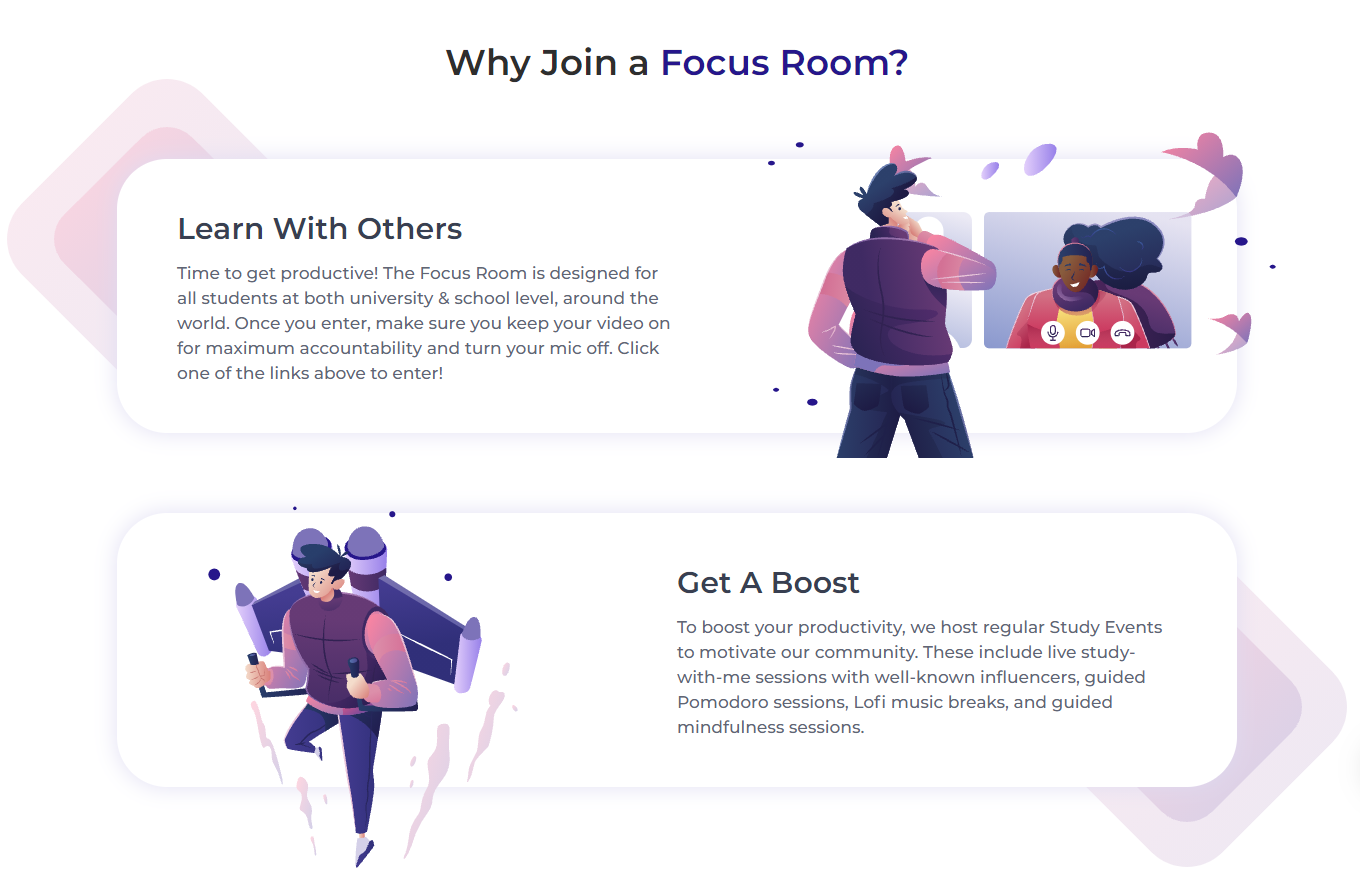 Why Join a Focus Room?
Learn With Others
Time to get productive! The Focus Room is designed for
all students at both university & school level, around the
world. Once you enter, make sure you keep your video on
for maximum accountability and turn your mic off. Click
one of the links above to enter!
Get A Boost
To boost your productivity, we host regular Study Events
to motivate our community. These include live study-
with-me sessions with well-known influencers, guided
Pomodoro sessions, Lofi music breaks, and guided
mindfulness sessions.